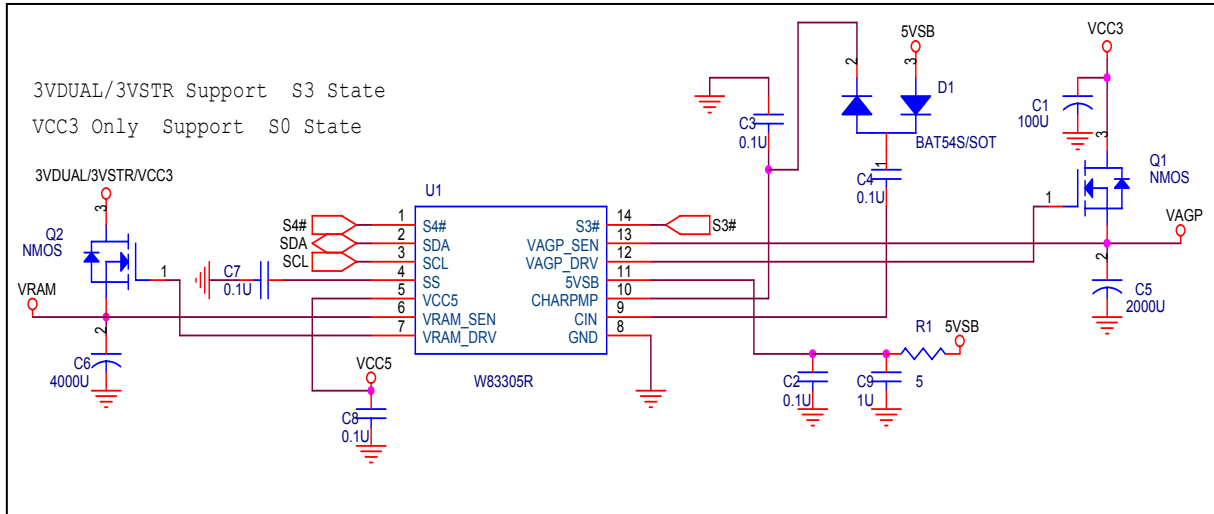 3VDUAL/3VSTR Support S3 State
VCC3 Only Support S0 State
5VSB
VCC3
2
3
D1
C3
0.1U
BAT54S/SOT
1
C4
0.1U
C1
100U
3
Q1
NMOS
1
VAGP
2
C5
2000U
3VDUAL/3VSTR/VCC3
3
Q2
NMOS
1
VRAM
2
C6
4000U
U1
S4#
SDA
SCL
C7
0.1U
1 S4# S3# 14
2 SDA VAGP_SEN 13
3 SCL VAGP_DRV 12
4 SS 5VSB 11
5 VCC5 CHARPMP 10
6 VRAM_SEN CIN 9
7 VRAM_DRV GND 8
S3#
W83305R
VCC5
C8
0.1U
R1
5VSB
5
C2
0.1U
C9
1U